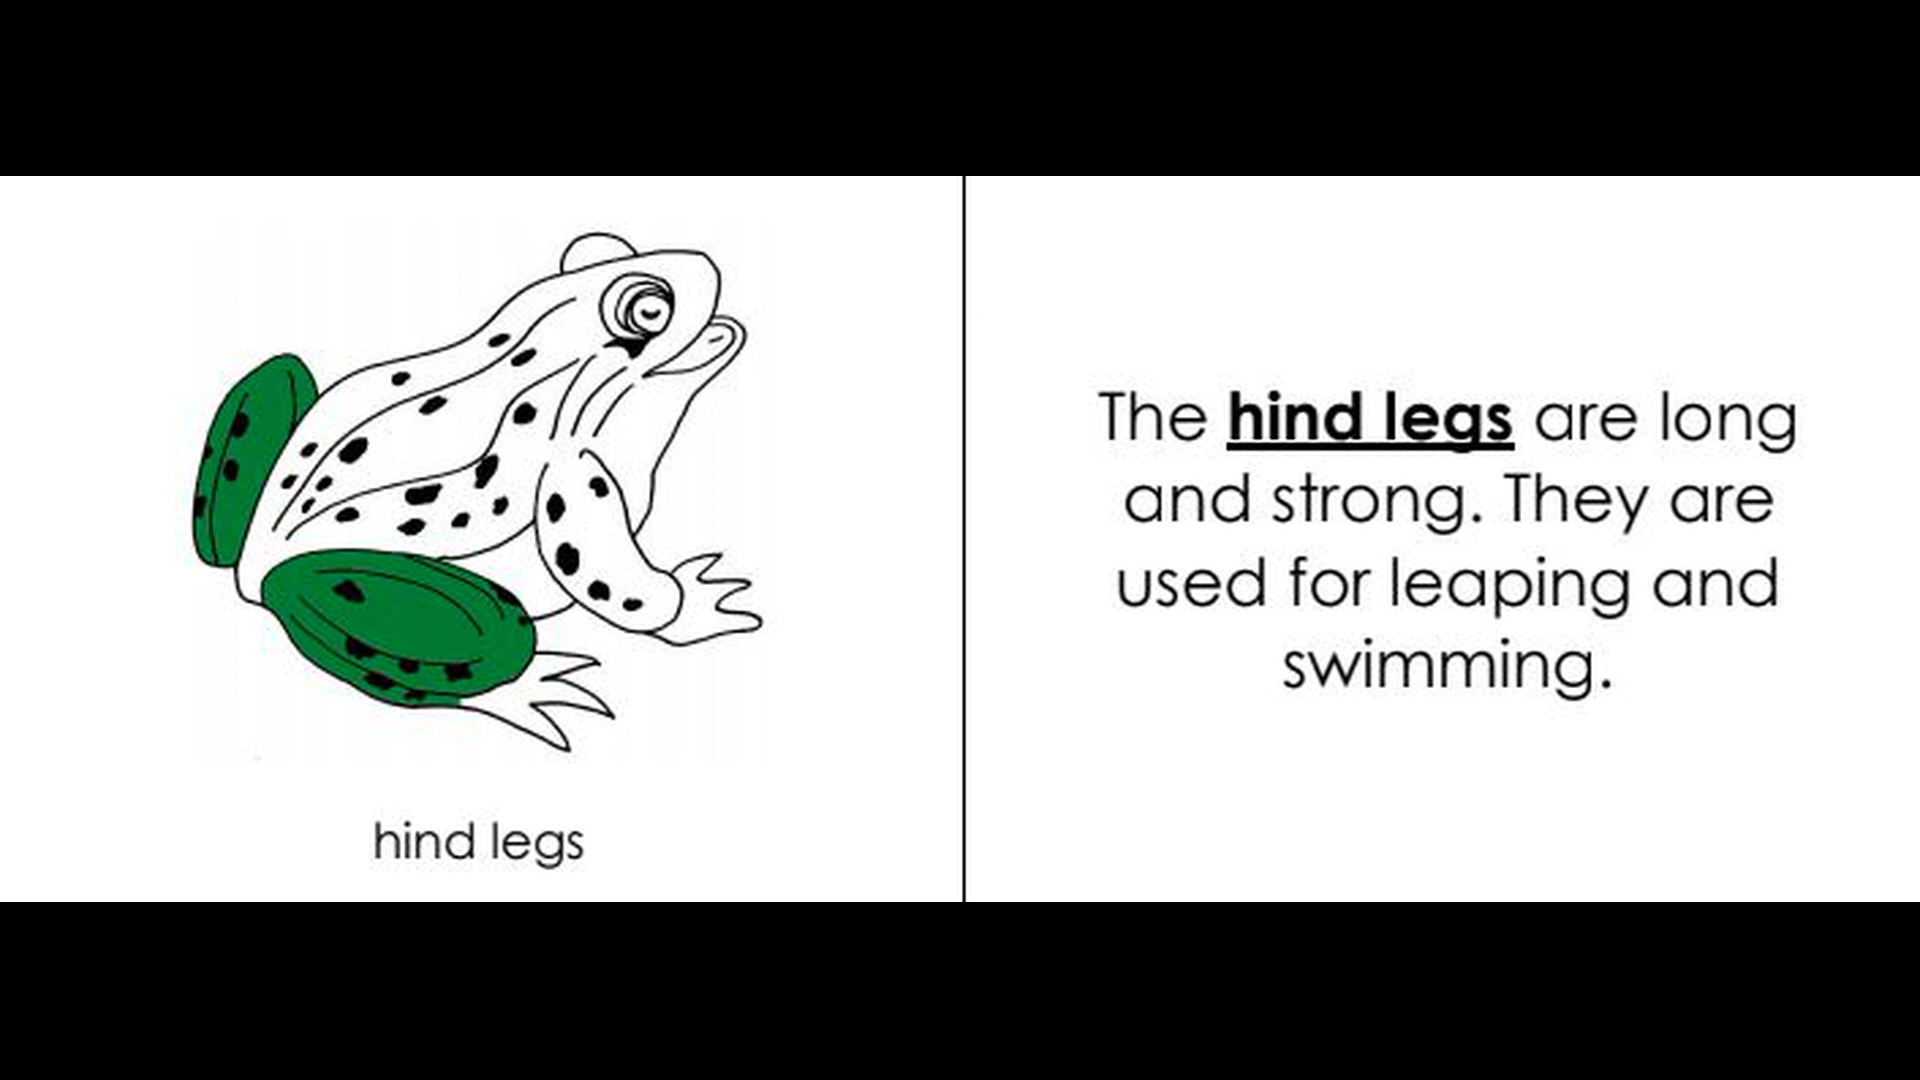 hind legs
The hind legs are long
and strong. They are
used for leaping and
swimming.